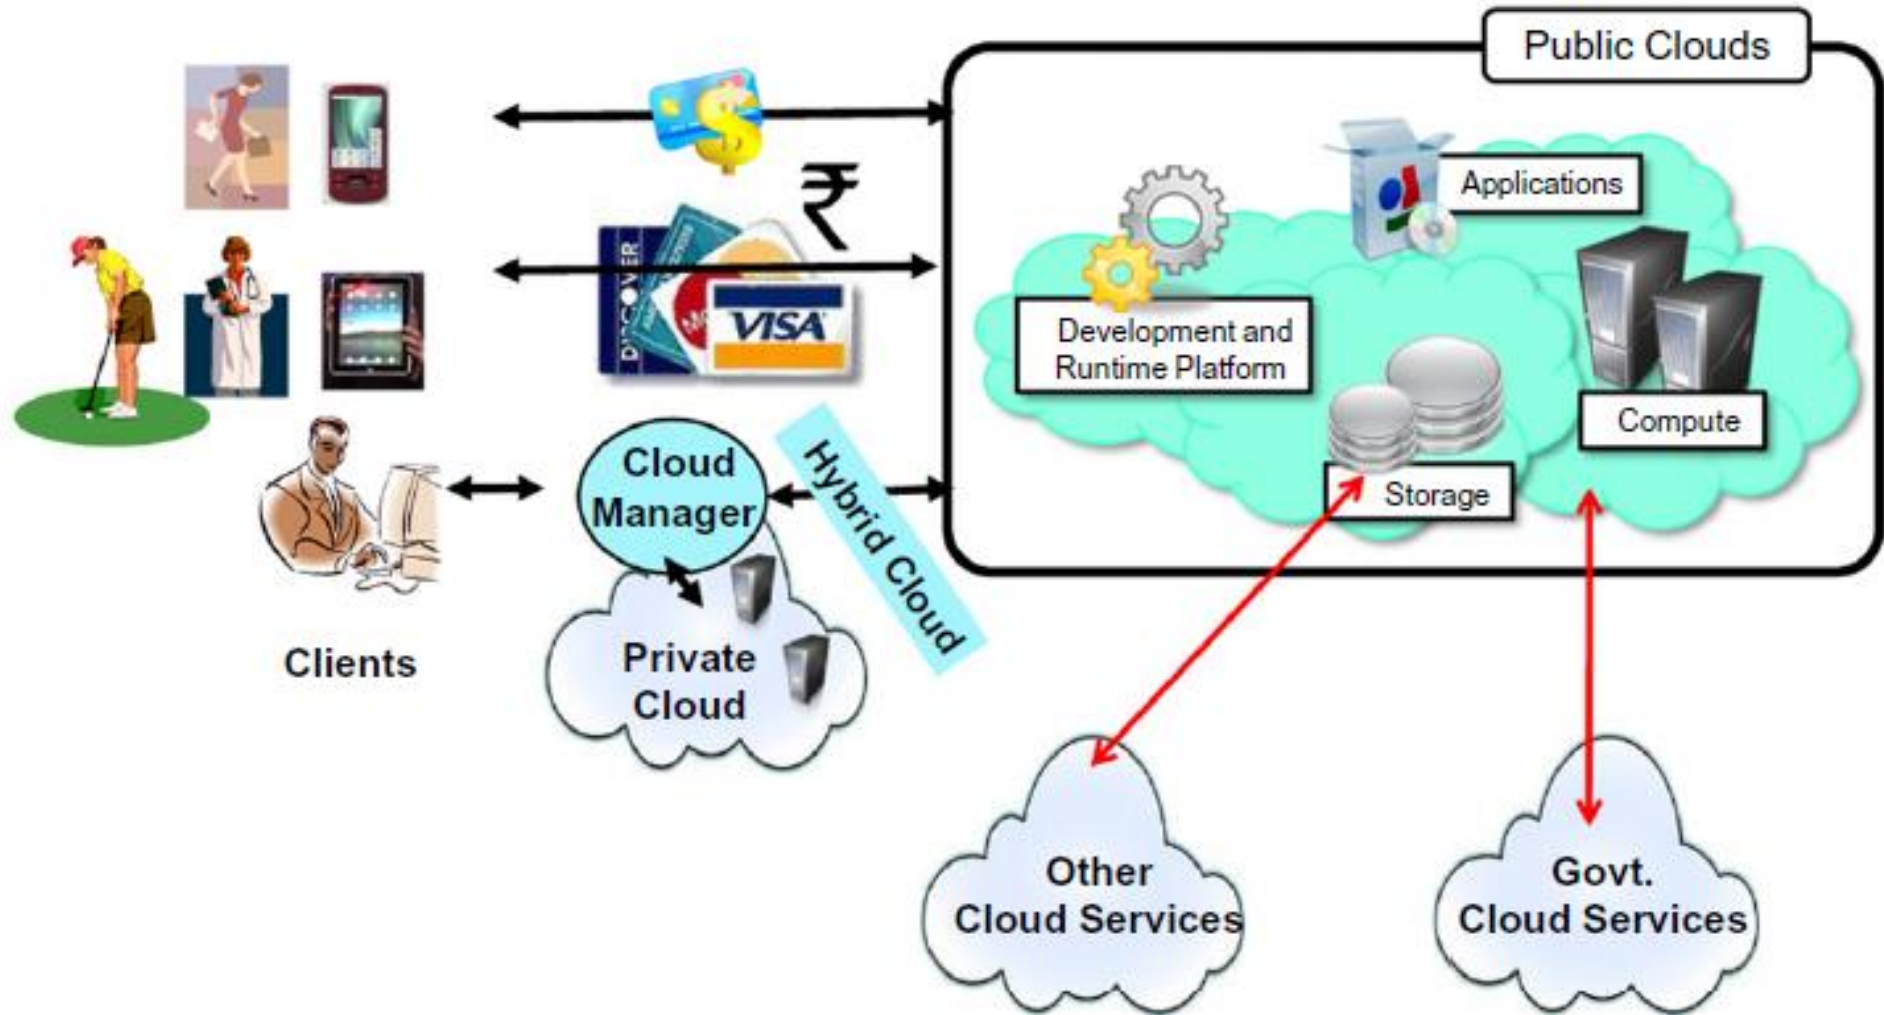 Public Clouds
Applications
₹
DISCOVER
VISA
Development and
Runtime Platform
Compute
Storage
Cloud
Manager
Hybrid Cloud
Private
Cloud
Clients
Other
Cloud Services
Govt.
Cloud Services